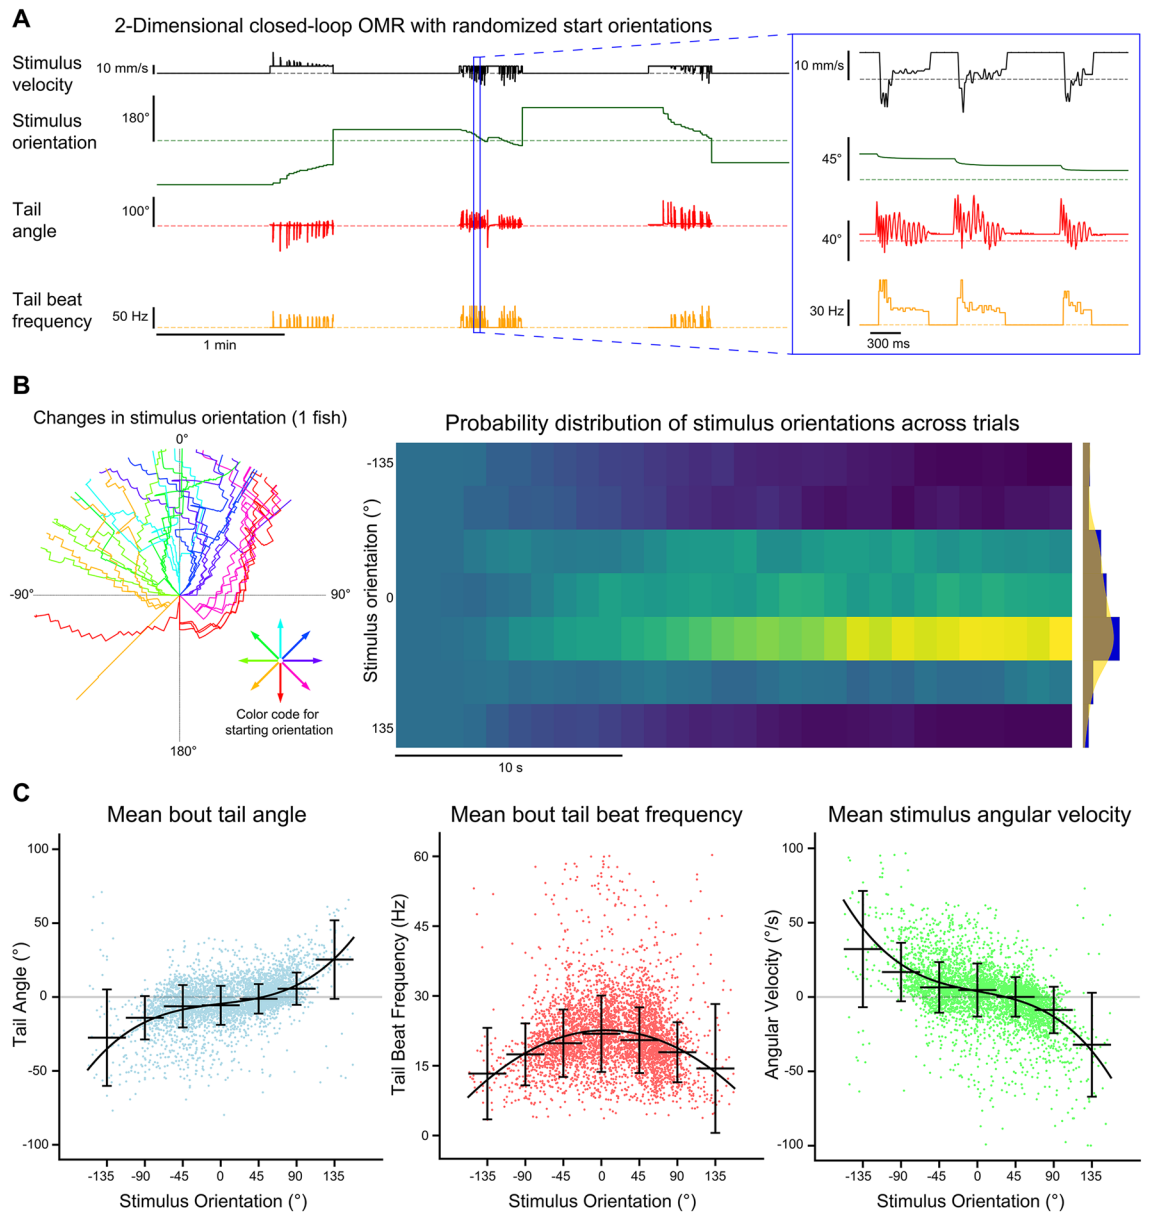 A
2-Dimensional closed-loop OMR with randomized start orientations
Stimulus
velocity
10 mm/s
Stimulus
orientation
180°
Tail
angle
100°
Tail beat
frequency
50 Hz
1 min
10 mm/s
45°
40°
30 Hz
300 ms
B
Changes in stimulus orientation (1 fish)
0°
-90°
90°
180°
Color code for
starting orientation
Probability distribution of stimulus orientations across trials
Stimulus orientaiton (°)
-135
0
135
10 s
C
Mean bout tail angle
Tail Angle (°)
100
50
0
-50
-100
-135 -90 -45 0 45 90 135
Stimulus Orientation (°)
Mean bout tail beat frequency
Tail Beat Frequency (Hz)
60
45
30
15
0
-135 -90 -45 0 45 90 135
Stimulus Orientation (°)
Mean stimulus angular velocity
Angular Velocity (°/s)
100
50
0
-50
-100
-135 -90 -45 0 45 90 135
Stimulus Orientation (°)